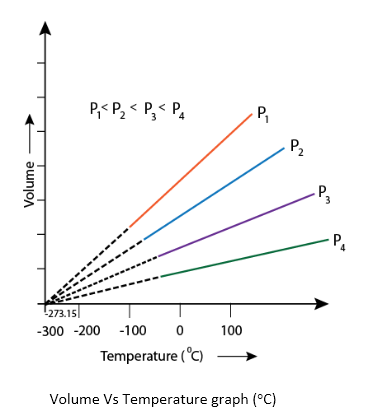 P₁< P₂ < P₃ < P₄
P₁
P₂
P₃
P₄
Volume
-273.15
-300 -200 -100 0 100
Temperature (°C)
Volume Vs Temperature graph (°C)